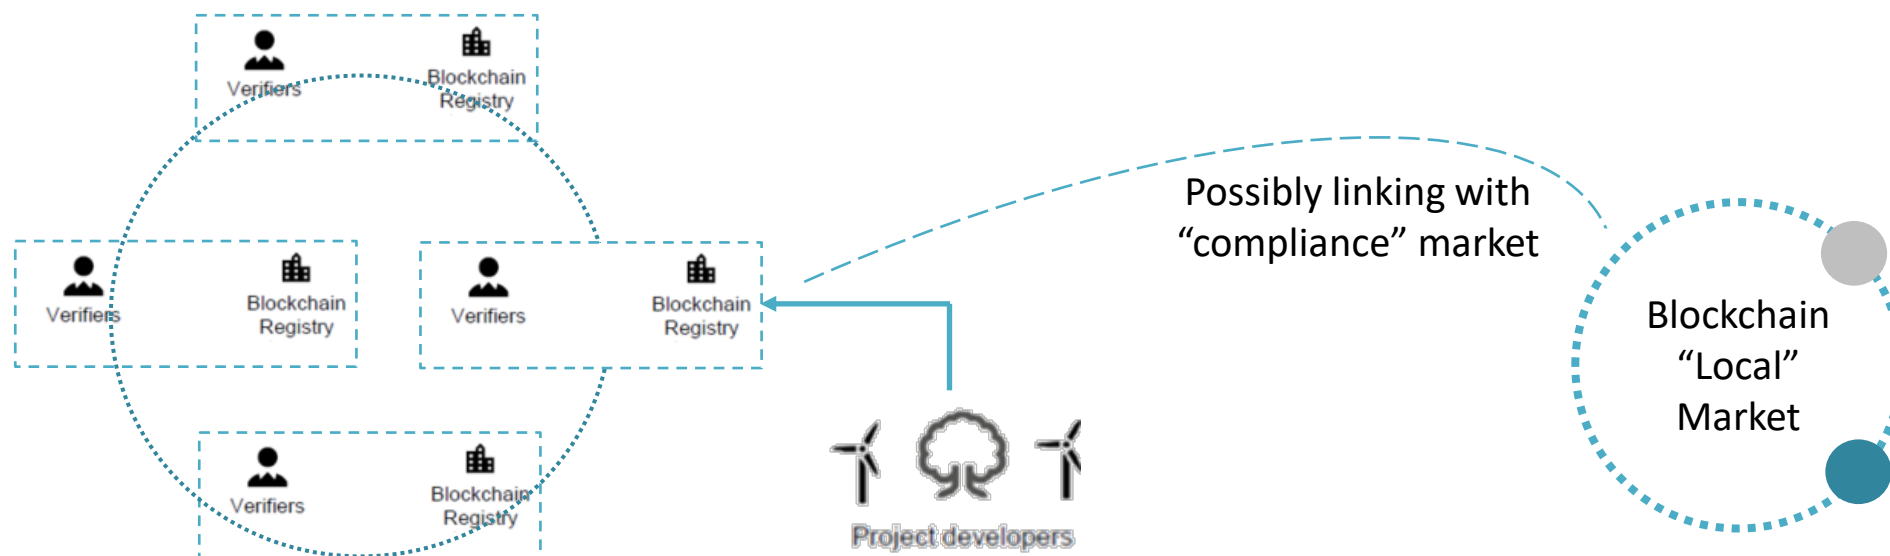 Verifiers
Blockchain
Registry
Verifiers
Blockchain
Registry
Verifiers
Blockchain
Registry
Verifiers
Blockchain
Registry
Project developers
Possibly linking with
“compliance” market
Blockchain
“Local”
Market